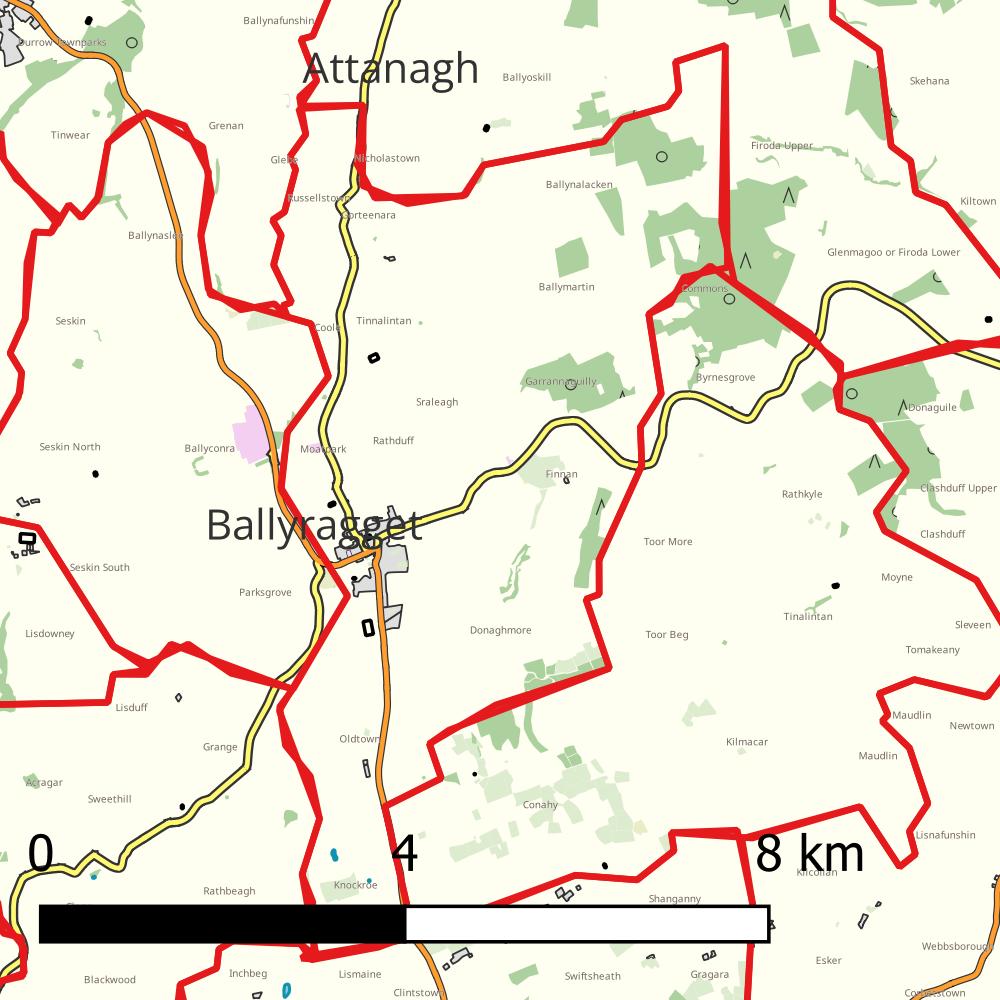 Ballynafunshin
Durrow Townparks
Attanagh
Ballyoskill
Skehana
Tinwear
Grenan
Firoda Upper
Glebe
Nicholastown
Ballynalacken
Russellstown
Kiltown
Corteenara
Ballynaslee
Glenmagoo or Firoda Lower
Ballymartin
Commons
Seskin
Coole
Tinnalintan
Garrannaguilly
Byrnesgrove
Sraleagh
Donaguile
Seskin North
Ballyconra
Moatpark
Rathduff
Finnan
Clashduff Upper
Rathkyle
Ballyragget
Clashduff
Toor More
Seskin South
Moyne
Parksgrove
Tinalintan
Sleveen
Lisdowney
Donaghmore
Toor Beg
Tomakeany
Lisduff
Maudlin
Newtown
Grange
Oldtown
Kilmacar
Maudlin
Acragar
Sweethill
Conahy
Lisnafunshin
0 4 8 km
Kilcollan
Rathbeagh
Knockroe
Shanganny
Webbsborough
Esker
Blackwood
Inchbeg
Lismaine
Swiftsheath
Gragara
Clintstown
Corbetstown